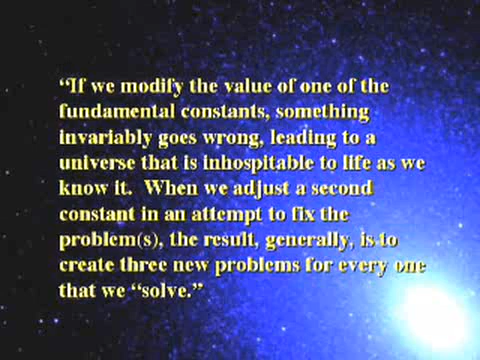 “If we modify the value of one of the
fundamental constants, something
invariably goes wrong, leading to a
universe that is inhospitable to life as we
know it.  When we adjust a second
constant in an attempt to fix the
problem(s), the result, generally, is to
create three new problems for every one
that we “solve.”